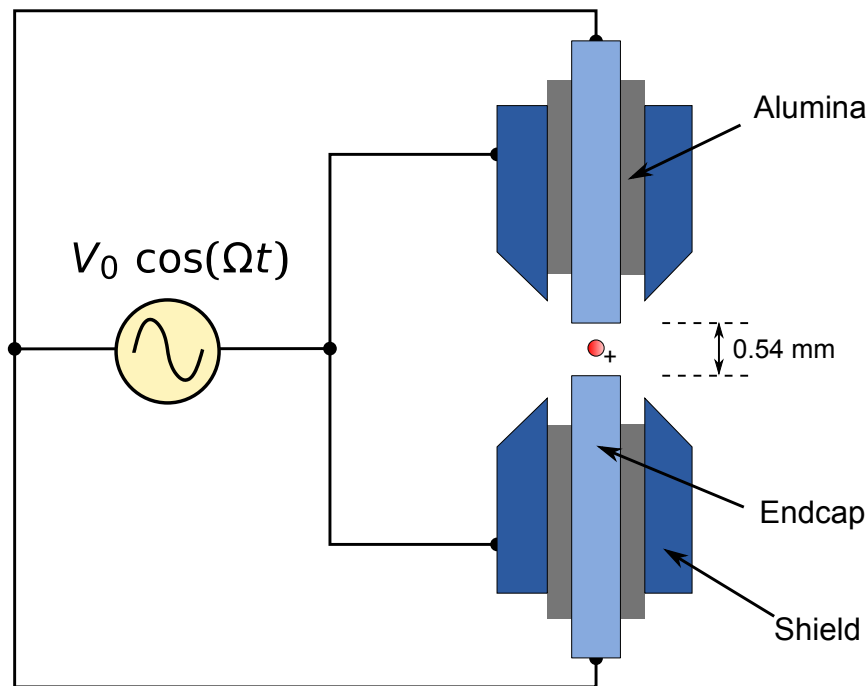 Alumina
V₀ cos(Ωt)
+
0.54 mm
Endcap
Shield